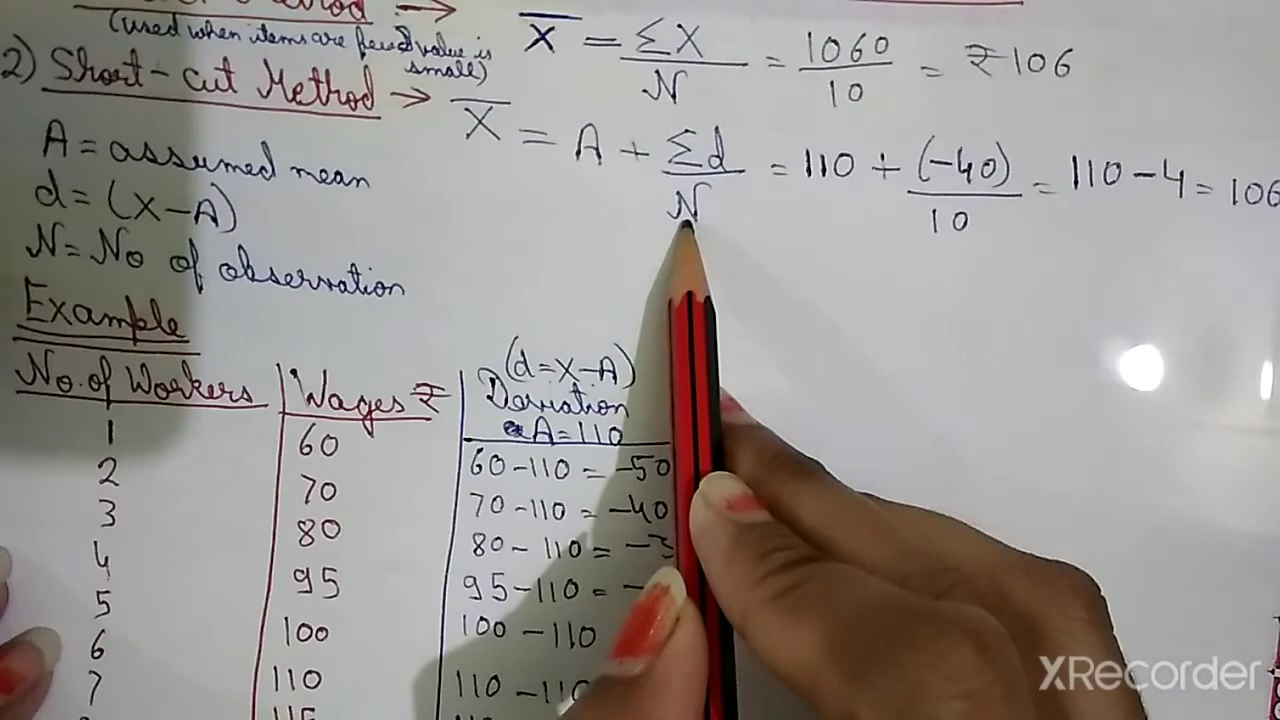 Method →
(used when items are few & value is small)
X̄ = ΣX/N = 1060/10 = ₹106
2) Short-cut Method → X̄ = A + Σd/N = 110 + (-40)/10 = 110 - 4 = 106
A = assumed mean
d = (X-A)
N = No of observation
Example
No. of Workers | Wages ₹ | (d = X-A) Deviation A = 110
1 60 60-110 = -50
2 70 70-110 = -40
3 80 80-110 = -3
4 95 95-110 = -
5 100 100-110
6 110 110-110
7 115
XRecorder